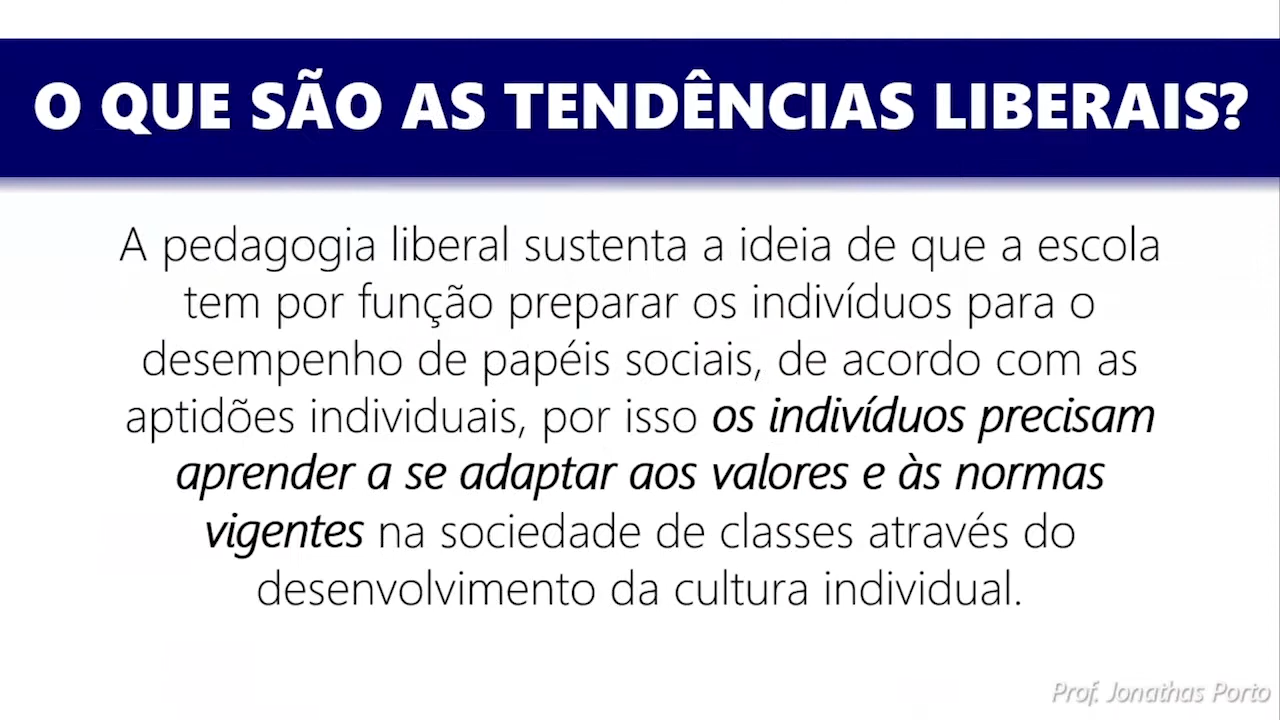 O QUE SÃO AS TENDÊNCIAS LIBERAIS?
A pedagogia liberal sustenta a ideia de que a escola
tem por função preparar os indivíduos para o
desempenho de papéis sociais, de acordo com as
aptidões individuais, por isso os indivíduos precisam
aprender a se adaptar aos valores e às normas
vigentes na sociedade de classes através do
desenvolvimento da cultura individual.
Prof. Jonathas Porto